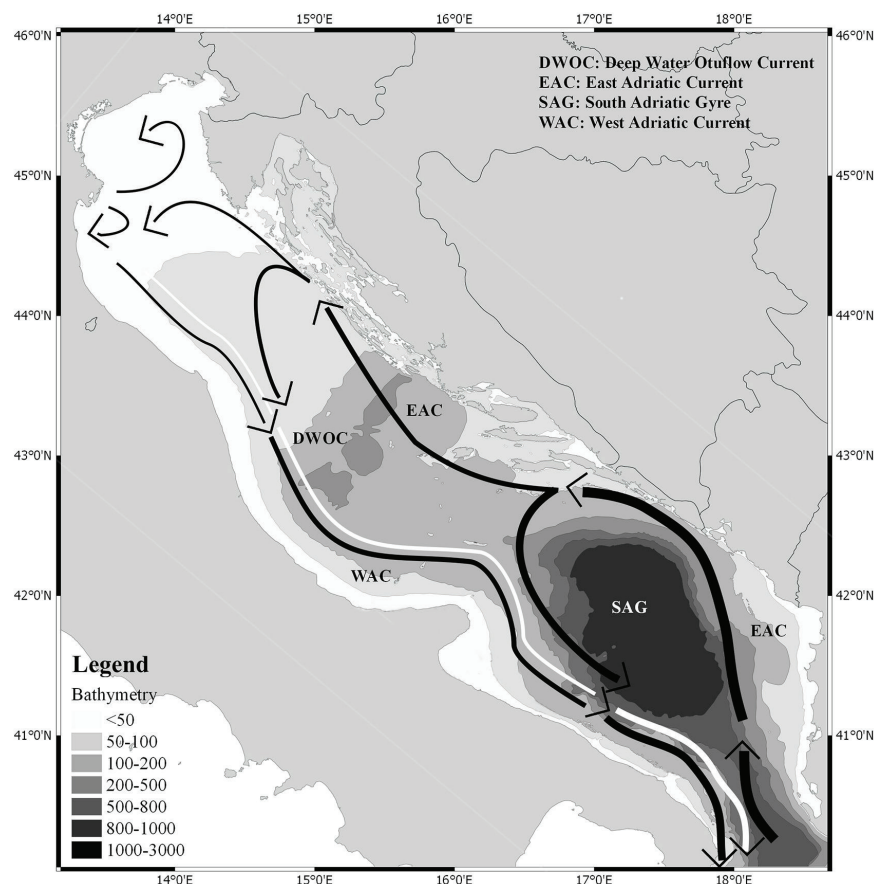 14°0'E 15°0'E 16°0'E 17°0'E 18°0'E
46°0'N 46°0'N
DWOC: Deep Water Otuflow Current
EAC: East Adriatic Current
SAG: South Adriatic Gyre
WAC: West Adriatic Current
45°0'N 45°0'N
44°0'N 44°0'N
EAC
DWOC
43°0'N 43°0'N
WAC
42°0'N 42°0'N
SAG
EAC
Legend
Bathymetry
<50
50-100
41°0'N 41°0'N
100-200
200-500
500-800
800-1000
1000-3000
14°0'E 15°0'E 16°0'E 17°0'E 18°0'E